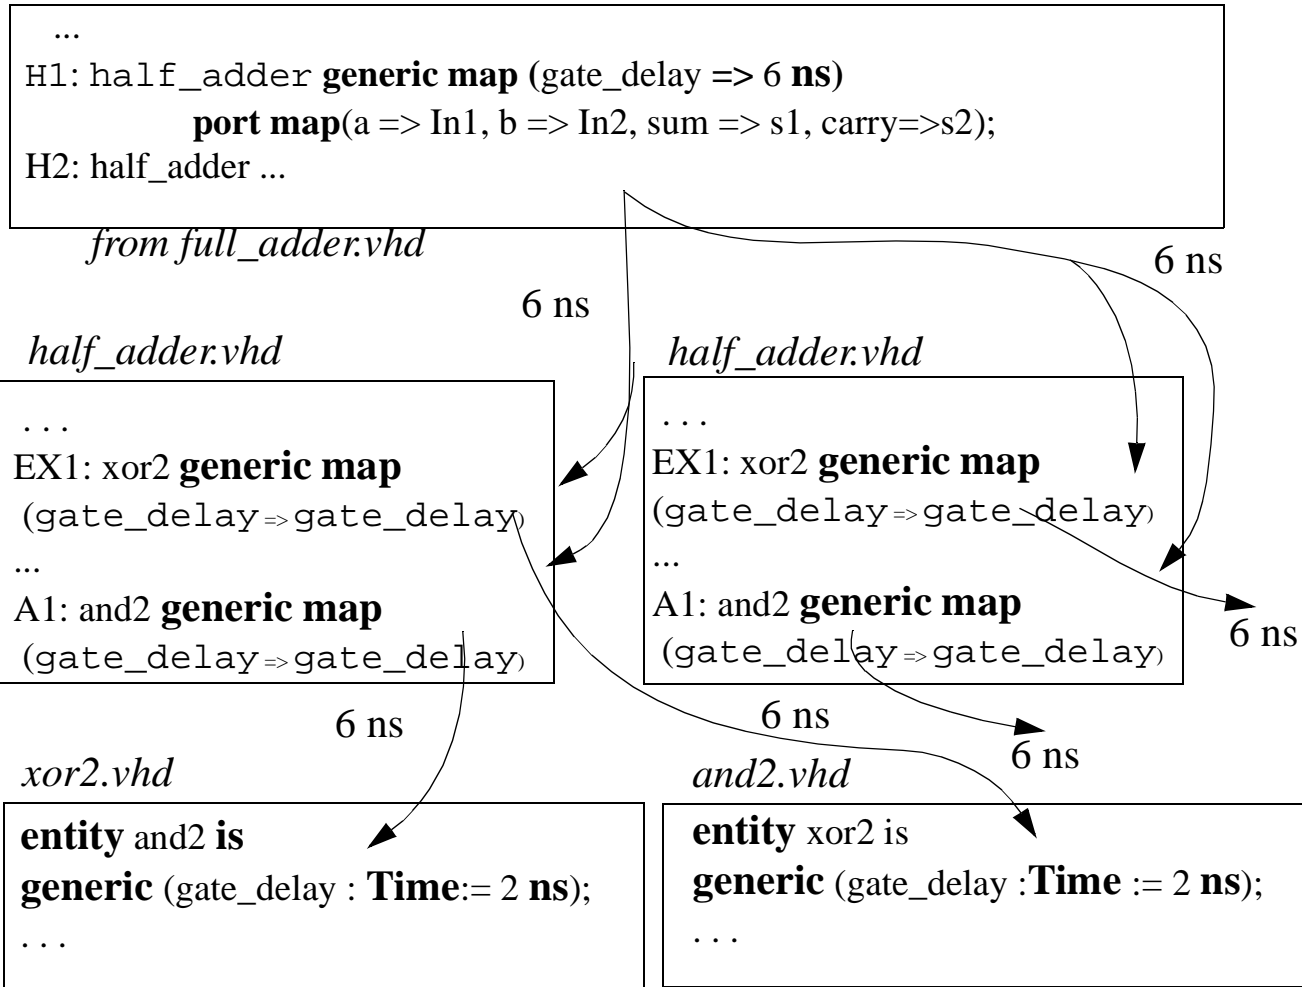 ...
H1: half_adder generic map (gate_delay => 6 ns)
port map(a => In1, b => In2, sum => s1, carry=>s2);
H2: half_adder ...
from full_adder.vhd
6 ns
6 ns
half_adder.vhd
. . .
EX1: xor2 generic map
(gate_delay=>gate_delay)
...
A1: and2 generic map
(gate_delay=>gate_delay)
half_adder.vhd
. . .
EX1: xor2 generic map
(gate_delay=>gate_delay)
...
A1: and2 generic map
(gate_delay=>gate_delay)
6 ns
6 ns
6 ns
6 ns
xor2.vhd
entity and2 is
generic (gate_delay : Time:= 2 ns);
. . .
and2.vhd
entity xor2 is
generic (gate_delay :Time := 2 ns);
. . .